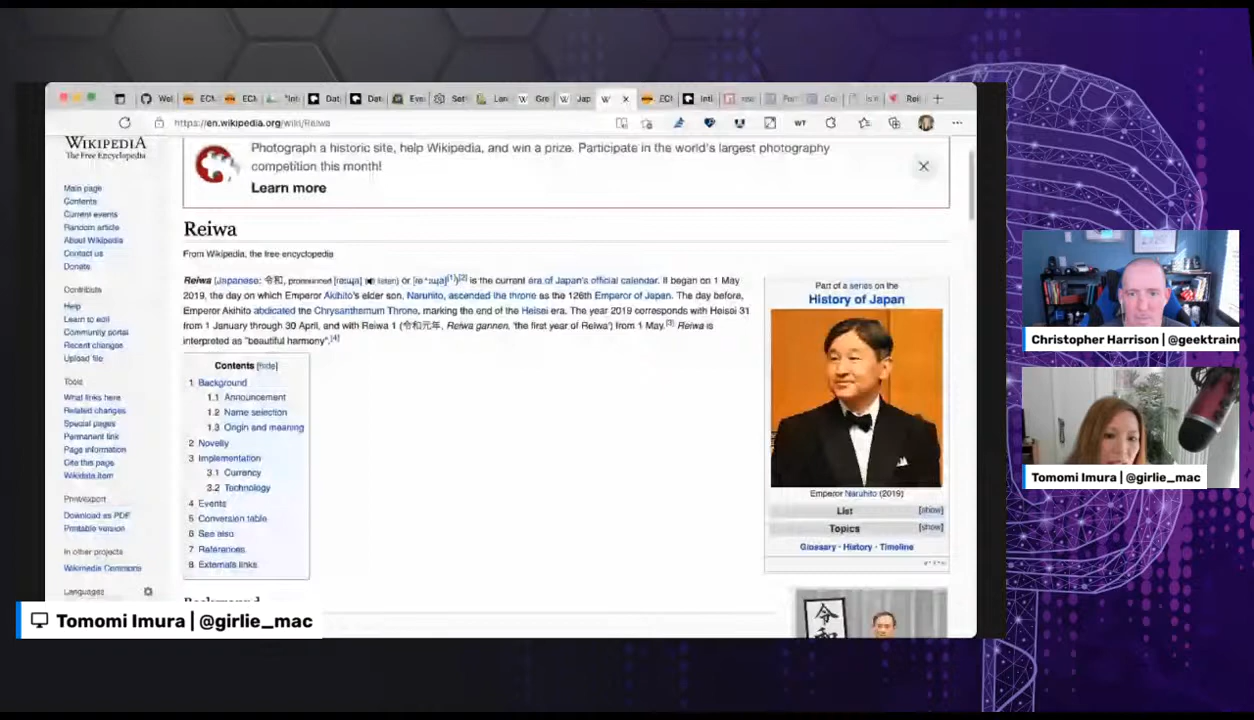 https://en.wikipedia.org/wiki/Reiwa
WT
WIKIPEDIA
The Free Encyclopedia
Main page
Contents
Current events
Random article
About Wikipedia
Contact us
Donate
Contribute
Help
Learn to edit
Community portal
Recent changes
Upload file
Tools
What links here
Related changes
Special pages
Permanent link
Page information
Cite this page
Wikidata item
Print/export
Download as PDF
Printable version
In other projects
Wikimedia Commons
Languages
Photograph a historic site, help Wikipedia, and win a prize. Participate in the world's largest photography
competition this month!
Learn more
Reiwa
From Wikipedia, the free encyclopedia
Reiwa (Japanese: 令和, pronounced listen) or [1])[2] is the current era of Japan's official calendar. It began on 1 May
2019, the day on which Emperor Akihito's elder son, Naruhito, ascended the throne as the 126th Emperor of Japan. The day before,
Emperor Akihito abdicated the Chrysanthemum Throne, marking the end of the Heisei era. The year 2019 corresponds with Heisei 31
from 1 January through 30 April, and with Reiwa 1 (令和元年, Reiwa gannen, 'the first year of Reiwa') from 1 May.[3] Reiwa is
interpreted as "beautiful harmony".[4]
Contents [hide]
1 Background
1.1 Announcement
1.2 Name selection
1.3 Origin and meaning
2 Novelty
3 Implementation
3.1 Currency
3.2 Technology
4 Events
5 Conversion table
6 See also
7 References
8 External links
Background
Part of a series on the
History of Japan
Emperor Naruhito (2019)
List [show]
Topics [show]
Glossary · History · Timeline
令和
Christopher Harrison | @geektraine
Tomomi Imura | @girlie_mac
Tomomi Imura | @girlie_mac